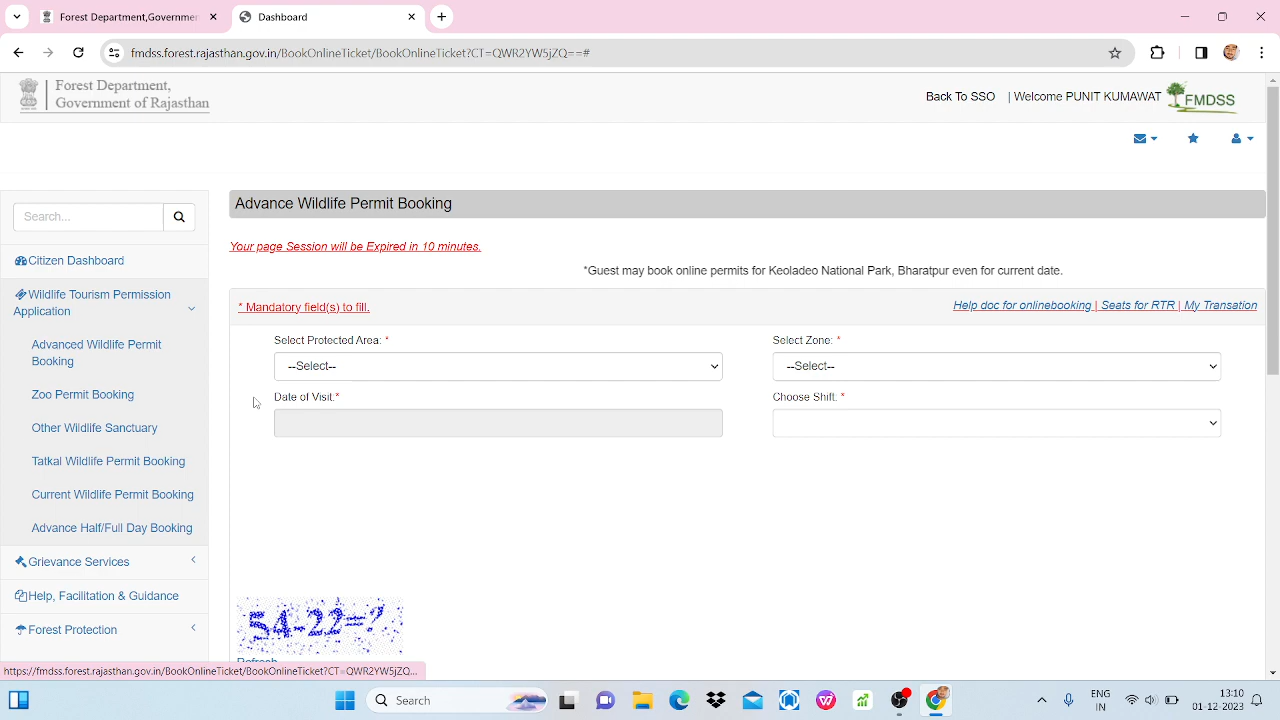 Forest Department,Governmen
Dashboard
fmdss.forest.rajasthan.gov.in/BookOnlineTicket/BookOnlineTicket?CT=QWR2YW5jZQ==#
Forest Department,
Government of Rajasthan
Back To SSO | Welcome PUNIT KUMAWAT
FMDSS
Search...
Advance Wildlife Permit Booking
Your page Session will be Expired in 10 minutes.
*Guest may book online permits for Keoladeo National Park, Bharatpur even for current date.
* Mandatory field(s) to fill.
Help doc for onlinebooking | Seats for RTR | My Transation
Select Protected Area: *
--Select--
Select Zone: *
--Select--
Date of Visit:*
Choose Shift: *
54-22=?
Refresh
Citizen Dashboard
Wildlife Tourism Permission
Application
Advanced Wildlife Permit
Booking
Zoo Permit Booking
Other Wildlife Sanctuary
Tatkal Wildlife Permit Booking
Current Wildlife Permit Booking
Advance Half/Full Day Booking
Grievance Services
Help, Facilitation & Guidance
Forest Protection
https://fmdss.forest.rajasthan.gov.in/BookOnlineTicket/BookOnlineTicket?CT=QWR2YW5jZQ...
Search
ENG
IN
13:10
01-12-2023